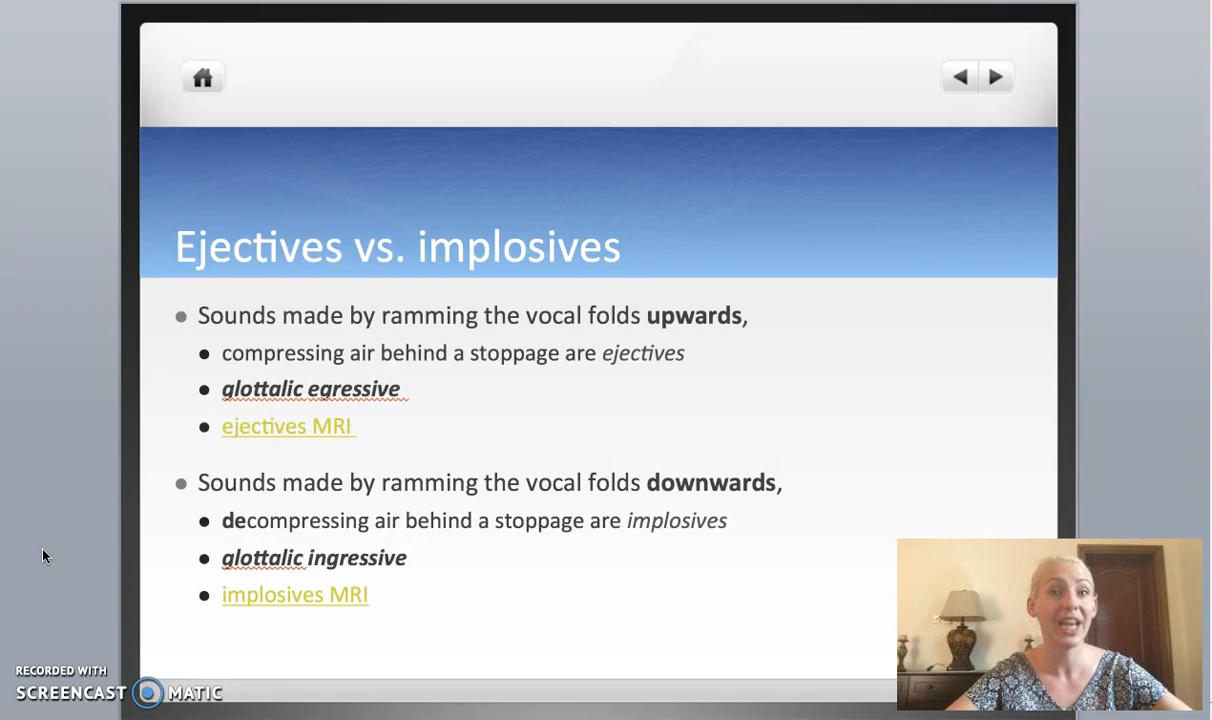 Ejectives vs. implosives
Sounds made by ramming the vocal folds upwards,
compressing air behind a stoppage are ejectives
glottalic egressive
ejectives MRI
Sounds made by ramming the vocal folds downwards,
decompressing air behind a stoppage are implosives
glottalic ingressive
implosives MRI
RECORDED WITH
SCREENCAST MATIC